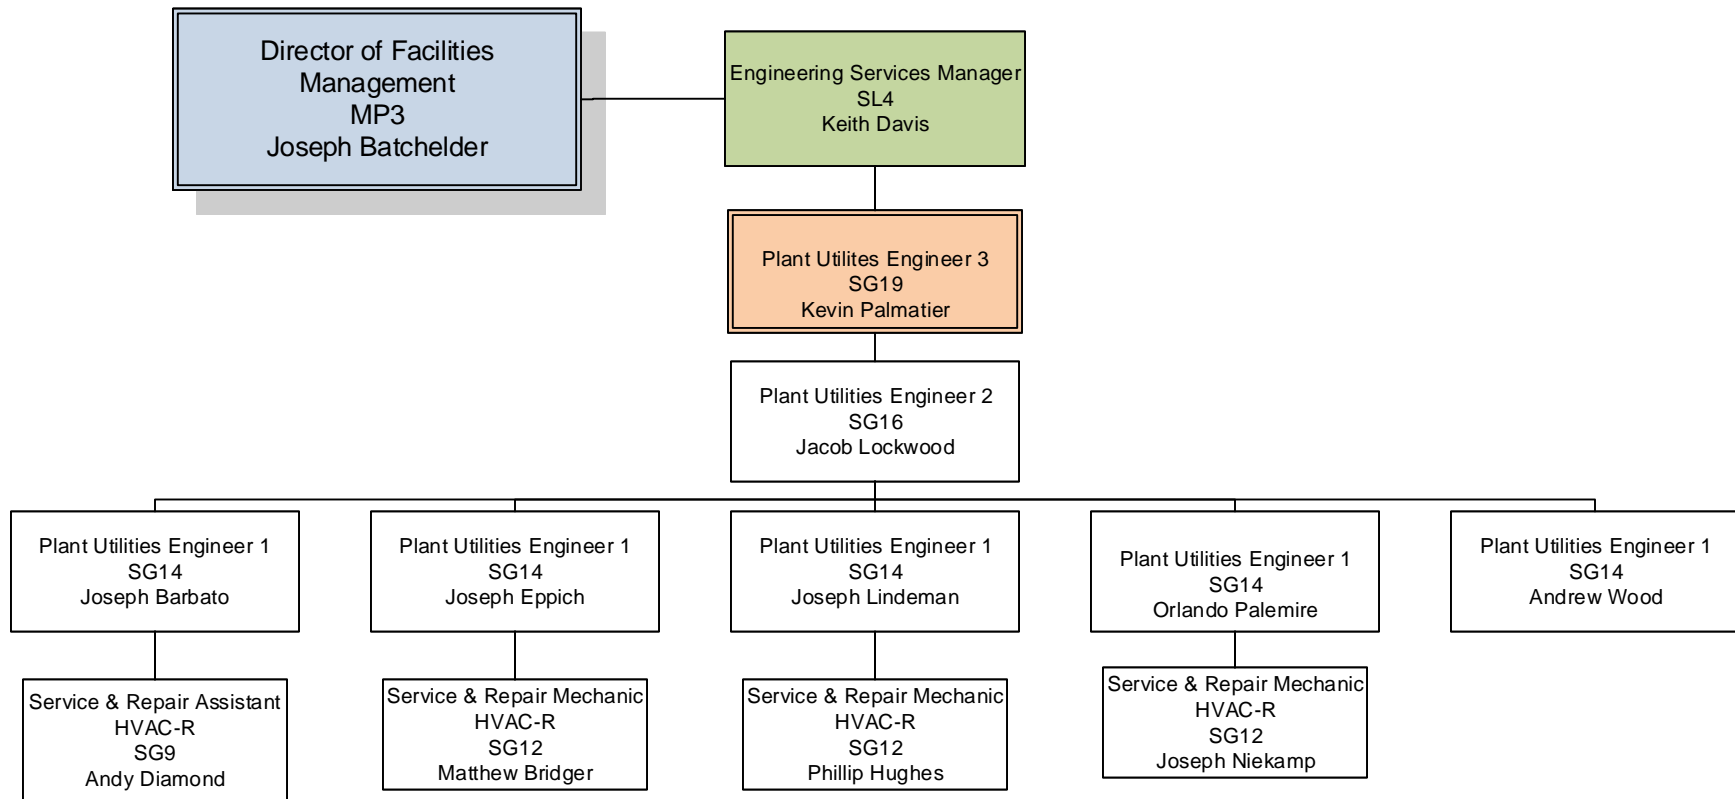 Director of Facilities
Management
MP3
Joseph Batchelder
Engineering Services Manager
SL4
Keith Davis
Plant Utilites Engineer 3
SG19
Kevin Palmatier
Plant Utilities Engineer 2
SG16
Jacob Lockwood
Plant Utilities Engineer 1
SG14
Joseph Barbato
Plant Utilities Engineer 1
SG14
Joseph Eppich
Plant Utilities Engineer 1
SG14
Joseph Lindeman
Plant Utilities Engineer 1
SG14
Orlando Palemire
Plant Utilities Engineer 1
SG14
Andrew Wood
Service & Repair Assistant
HVAC-R
SG9
Andy Diamond
Service & Repair Mechanic
HVAC-R
SG12
Matthew Bridger
Service & Repair Mechanic
HVAC-R
SG12
Phillip Hughes
Service & Repair Mechanic
HVAC-R
SG12
Joseph Niekamp